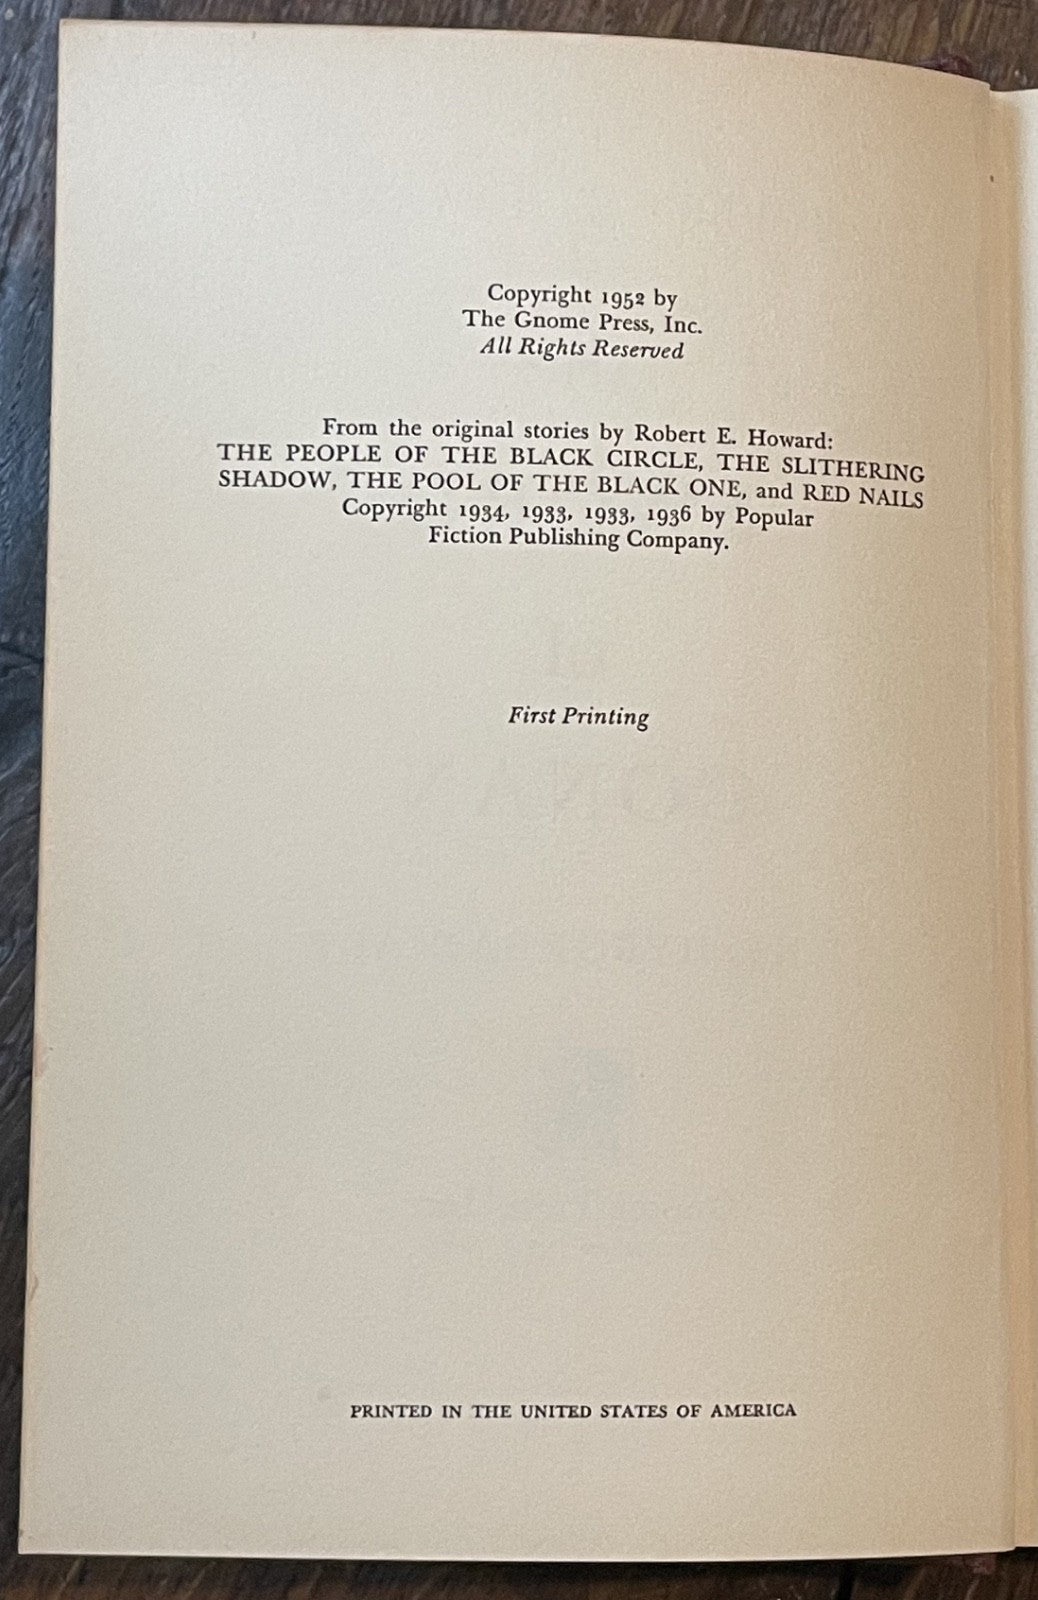 Copyright 1952 by
The Gnome Press, Inc.
All Rights Reserved
From the original stories by Robert E. Howard:
THE PEOPLE OF THE BLACK CIRCLE, THE SLITHERING
SHADOW, THE POOL OF THE BLACK ONE, and RED NAILS
Copyright 1934, 1933, 1933, 1936 by Popular
Fiction Publishing Company.
First Printing
PRINTED IN THE UNITED STATES OF AMERICA